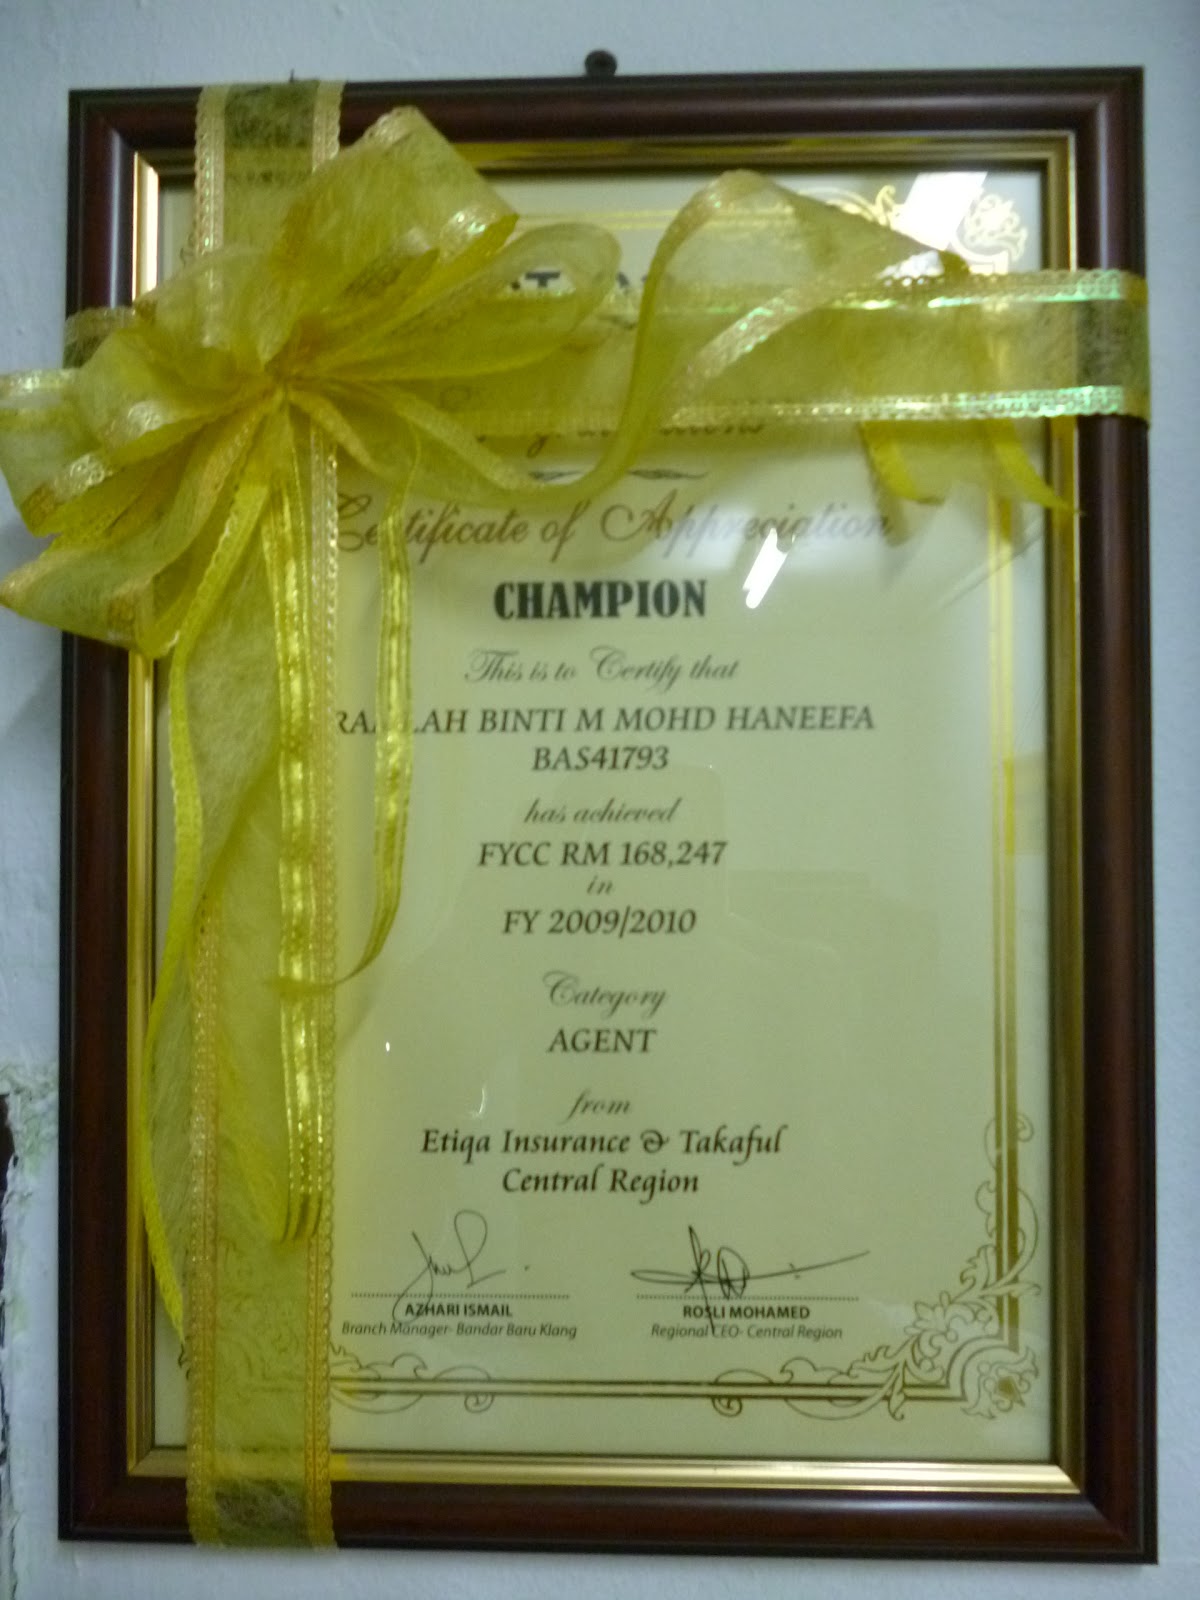 Certificate of Appreciation
CHAMPION
This is to Certify that
BINTI M MOHD HANEEFA
BAS41793
has achieved
FYCC RM 168,247
in
FY 2009/2010
Category
AGENT
from
Etiqa Insurance & Takaful
Central Region
AZHARI ISMAIL
Branch Manager- Bandar Baru Klang
ROSLI MOHAMED
Regional CEO- Central Region